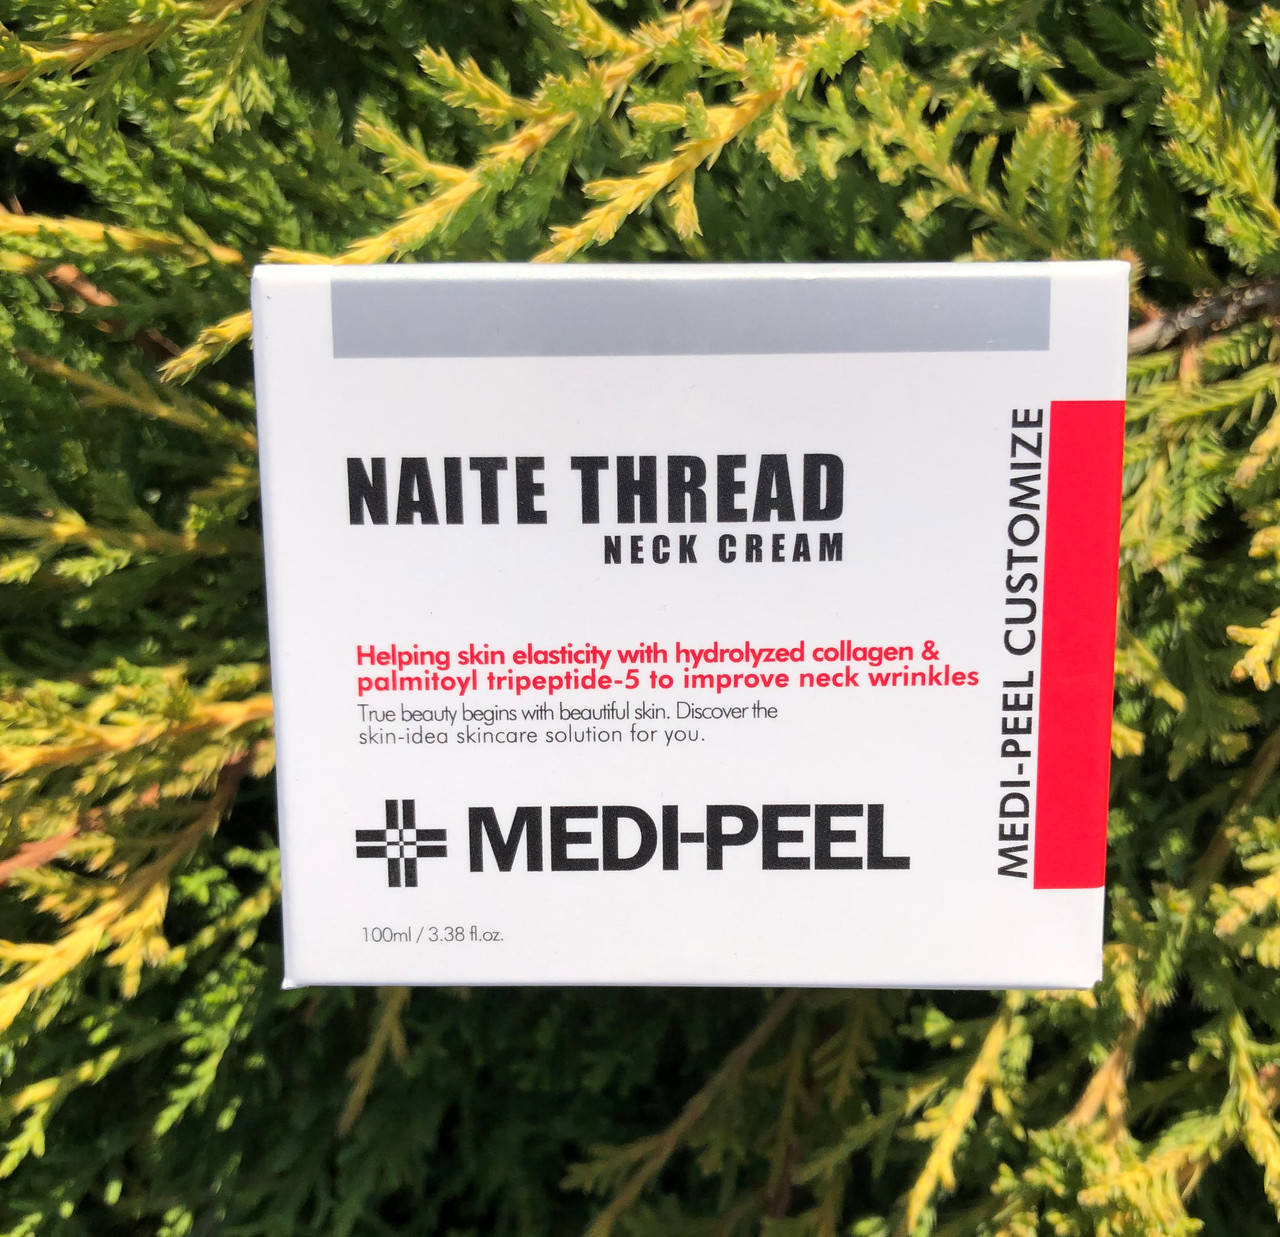 NAITE THREAD
NECK CREAM
Helping skin elasticity with hydrolyzed collagen &
palmitoyl tripeptide-5 to improve neck wrinkles
True beauty begins with beautiful skin. Discover the
skin-idea skincare solution for you.
MEDI-PEEL
100ml / 3.38 fl.oz.
MEDI-PEEL CUSTOMIZE